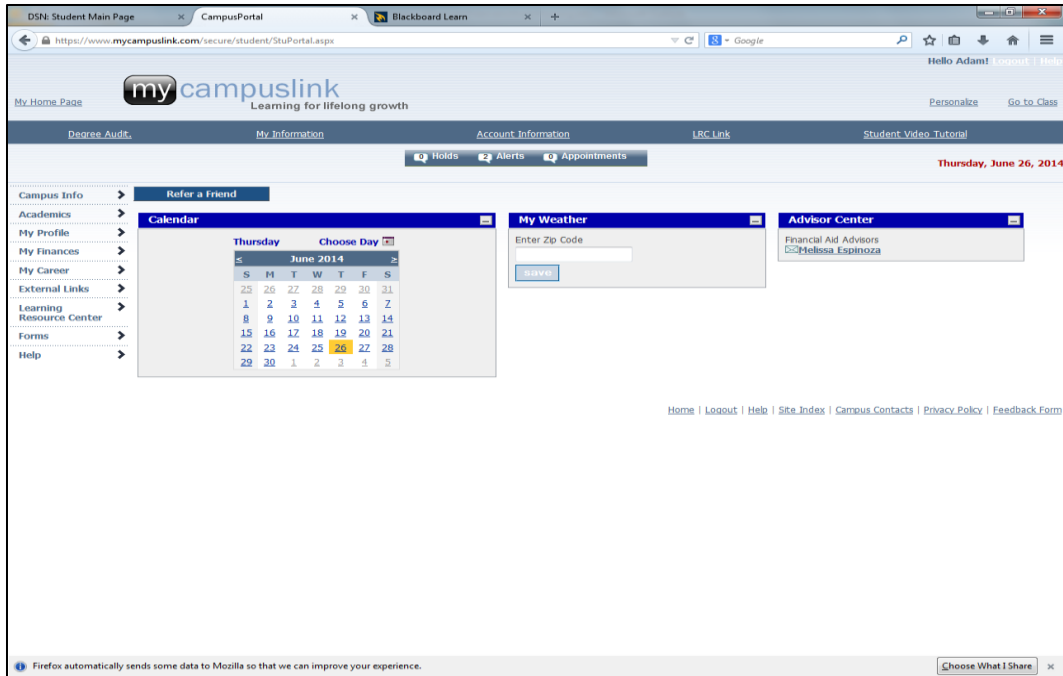 DSN: Student Main Page
CampusPortal
Blackboard Learn
https://www.mycampuslink.com/secure/student/StuPortal.aspx
Google
Hello Adam! Logout | Help
my campuslink
Learning for lifelong growth
My Home Page
Personalize
Go to Class
Degree Audit.
My Information
Account Information
LRC Link
Student Video Tutorial
0 Holds
2 Alerts
0 Appointments
Thursday, June 26, 2014
Campus Info
Academics
My Profile
My Finances
My Career
External Links
Learning
Resource Center
Forms
Help
Refer a Friend
Calendar
Thursday
Choose Day
< June 2014 >
S M T W T F S
25 26 27 28 29 30 31
1 2 3 4 5 6 7
8 9 10 11 12 13 14
15 16 17 18 19 20 21
22 23 24 25 26 27 28
29 30 1 2 3 4 5
My Weather
Enter Zip Code
save
Advisor Center
Financial Aid Advisors
Melissa Espinoza
Home | Logout | Help | Site Index | Campus Contacts | Privacy Policy | Feedback Form
Firefox automatically sends some data to Mozilla so that we can improve your experience.
Choose What I Share